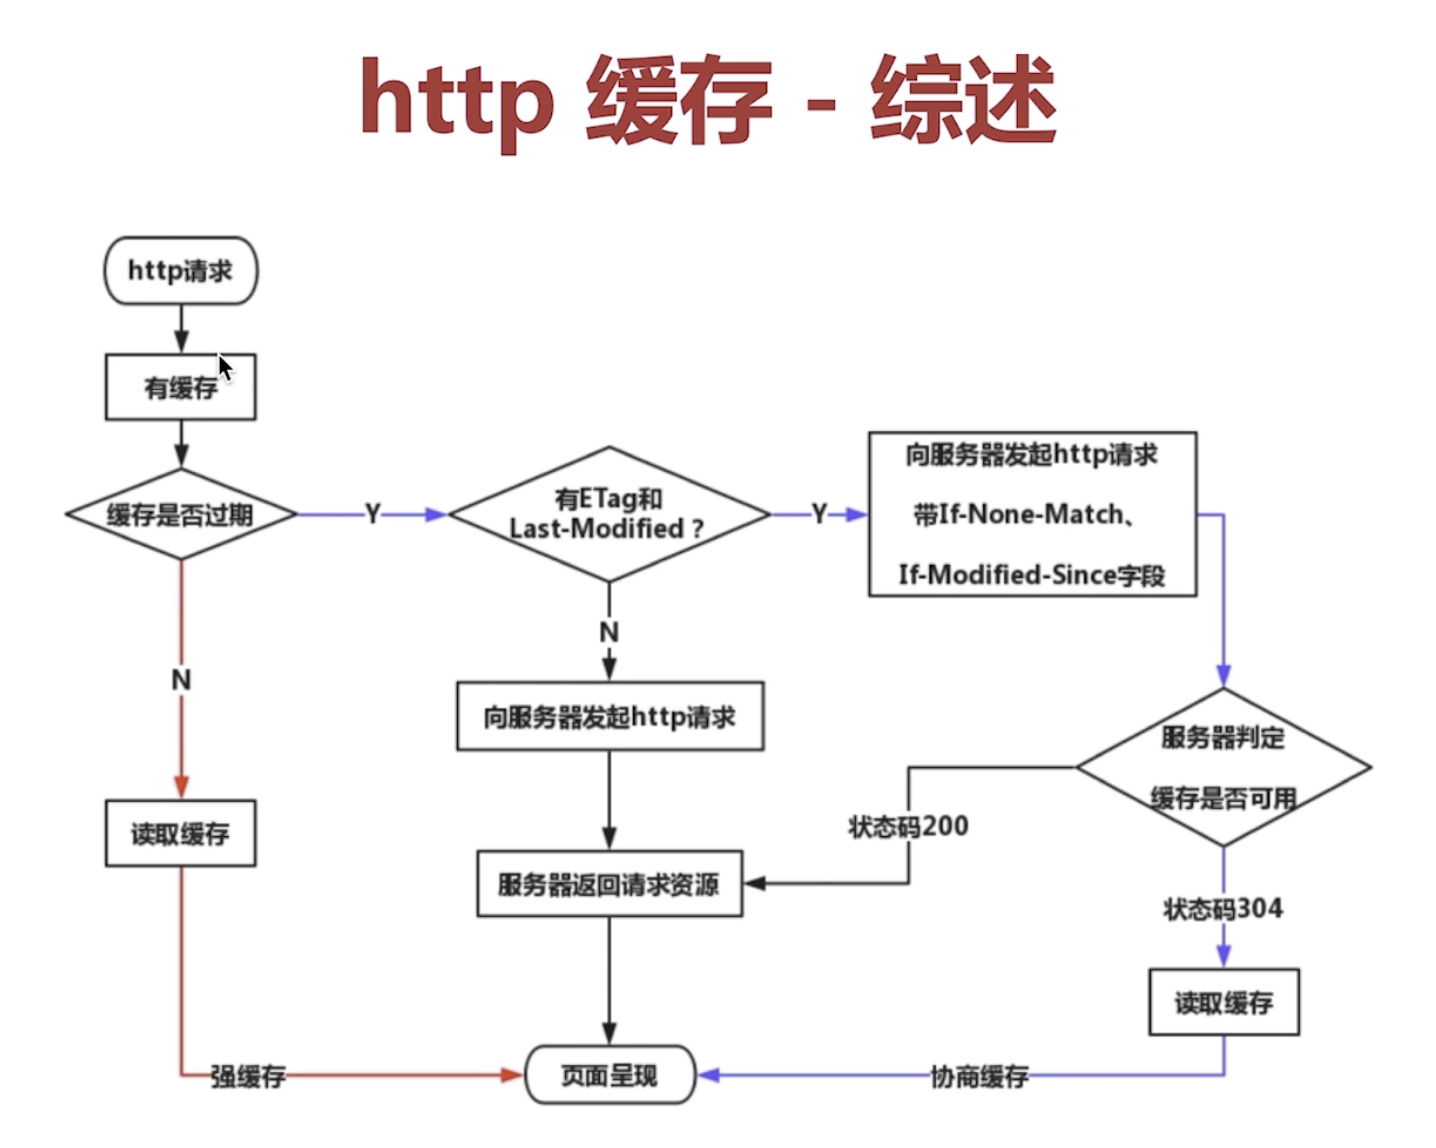 http 缓存 - 综述
http请求
有缓存
缓存是否过期
Y
有ETag和
Last-Modified ?
Y
向服务器发起http请求
带If-None-Match、
If-Modified-Since字段
N
N
向服务器发起http请求
服务器判定
缓存是否可用
读取缓存
状态码200
服务器返回请求资源
状态码304
读取缓存
强缓存
页面呈现
协商缓存